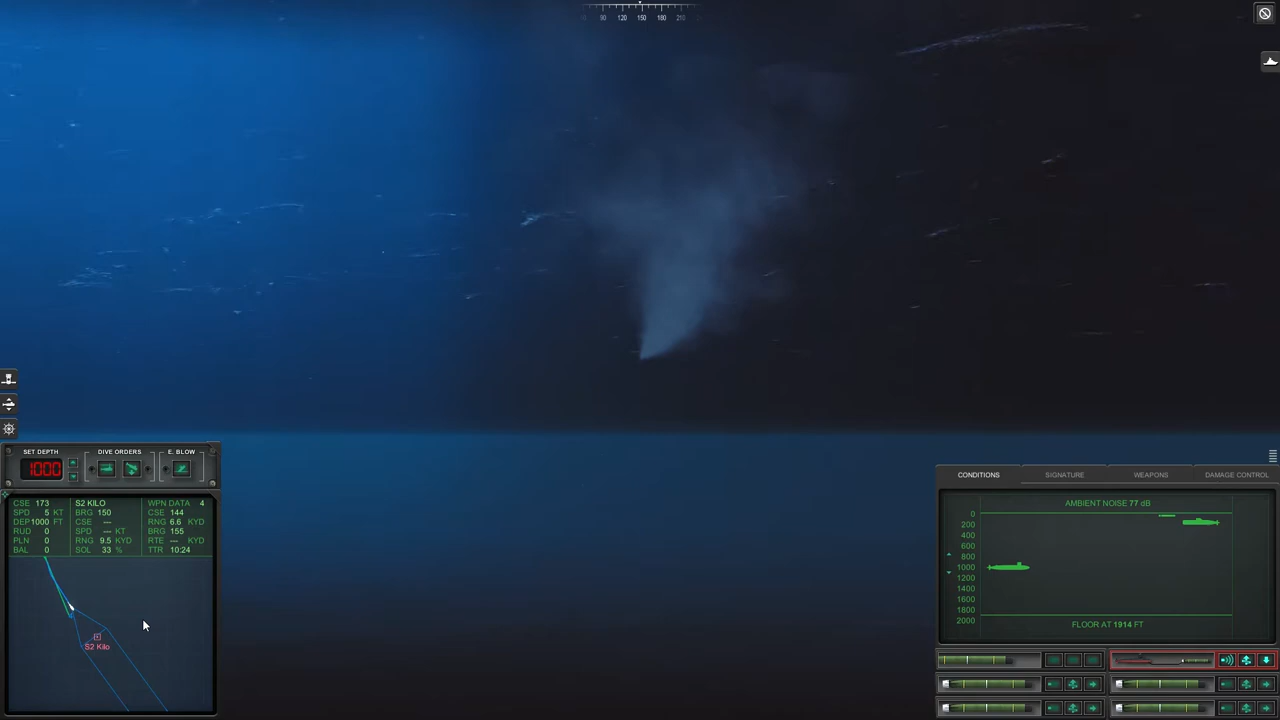 90 120 150 180 210
SET DEPTH DIVE ORDERS E. BLOW
1000
CSE 173 S2 KILO WPN DATA 4
SPD 5 KT BRG 150 CSE 144
DEP 1000 FT CSE --- RNG 6.6 KYD
RUD 0 SPD --- KT BRG 155
PLN 0 RNG 9.5 KYD RTE --- KYD
BAL 0 SOL 33 % TTR 10:24
S2 Kilo
CONDITIONS SIGNATURE WEAPONS DAMAGE CONTROL
AMBIENT NOISE 77 dB
0
200
400
600
800
1000
1200
1400
1600
1800
2000
FLOOR AT 1914 FT